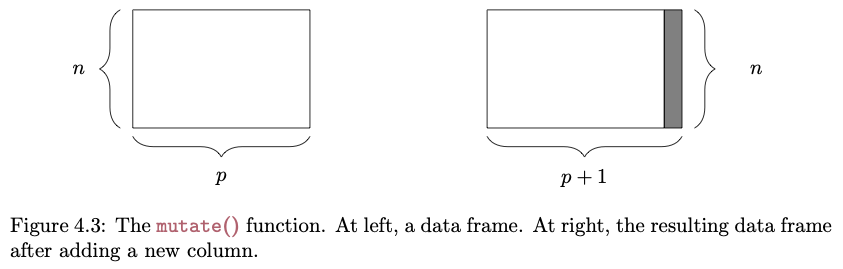 n
n
p
p + 1
Figure 4.3: The mutate() function. At left, a data frame. At right, the resulting data frame
after adding a new column.